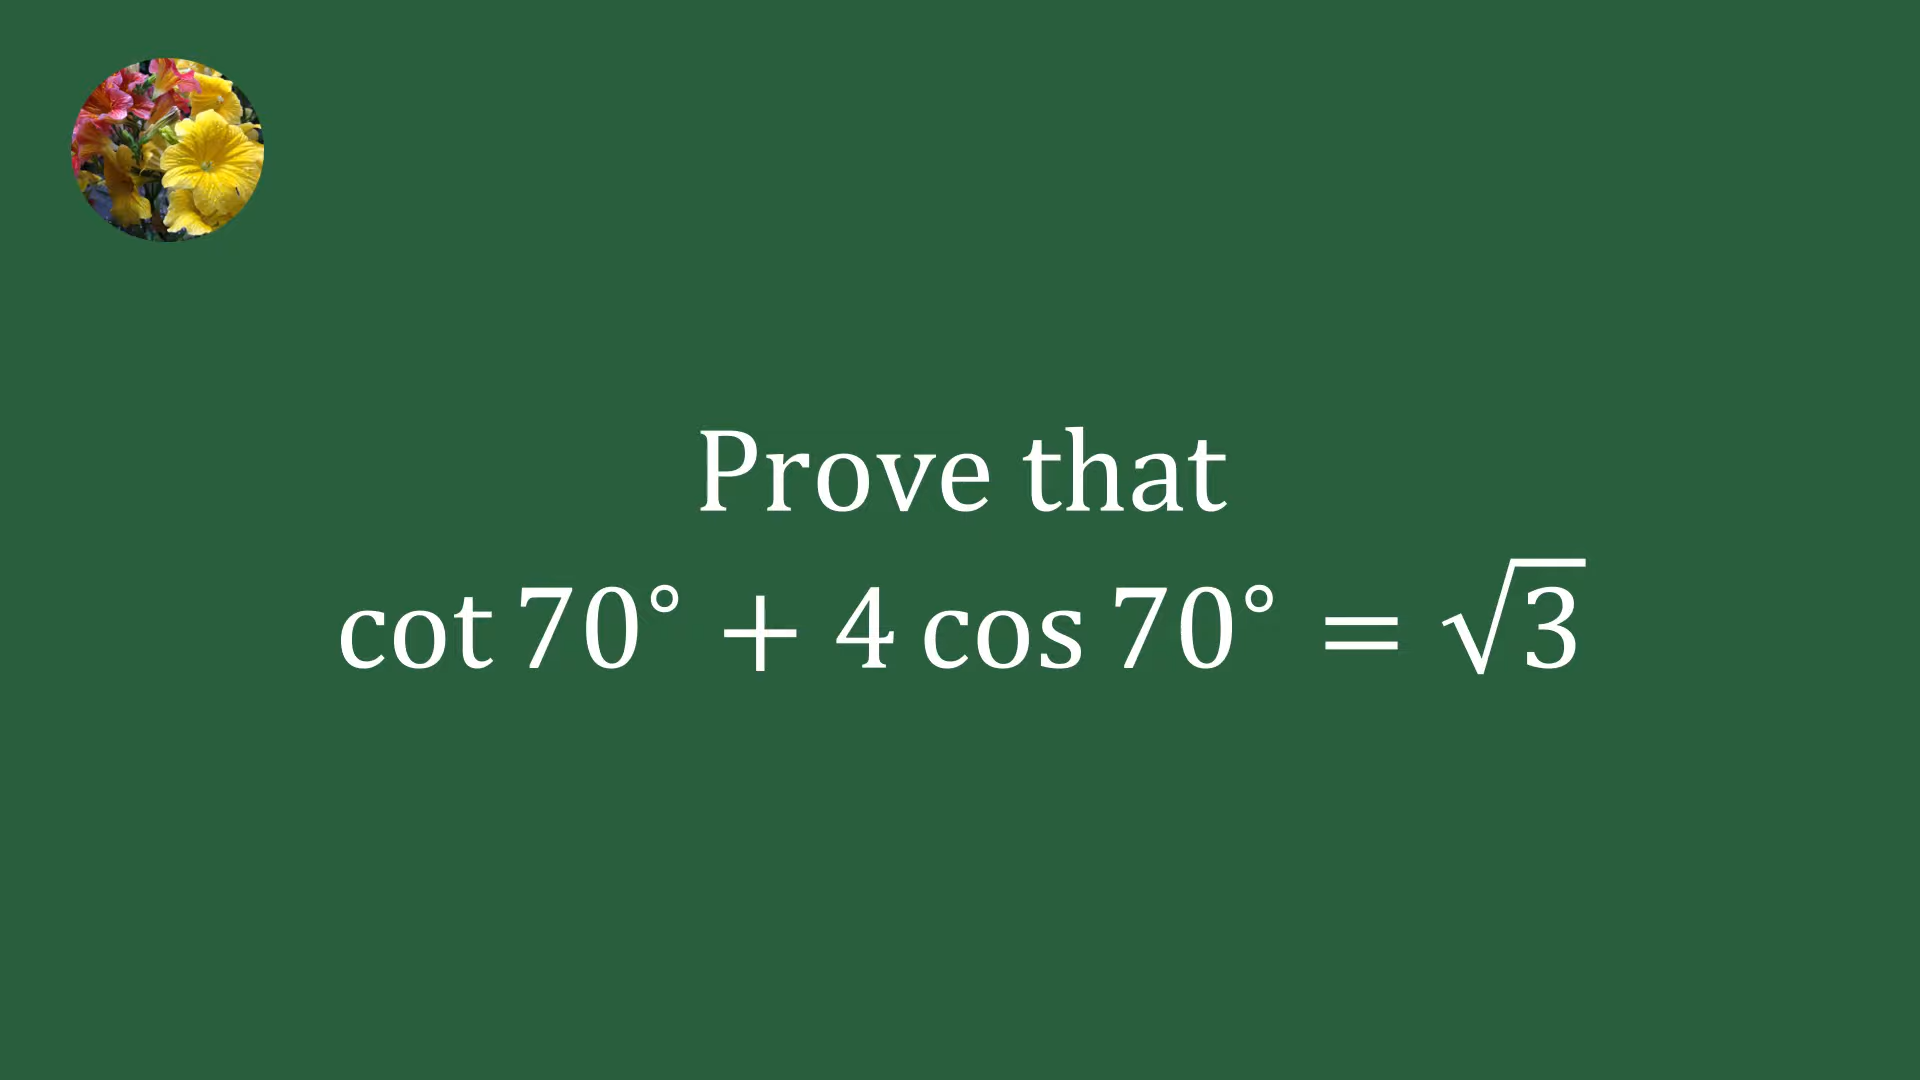 Prove that
cot 70° + 4 cos 70° = √3